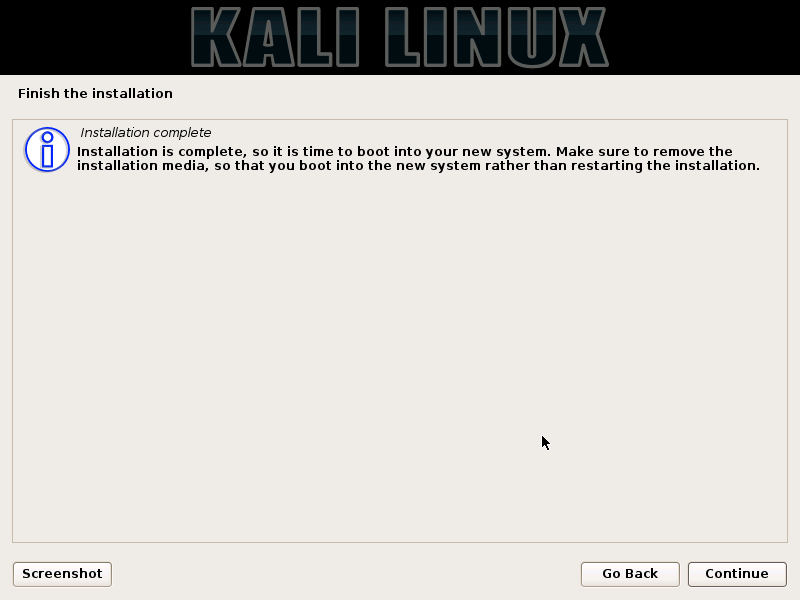 KALI LINUX
Finish the installation
Installation complete
Installation is complete, so it is time to boot into your new system. Make sure to remove the
installation media, so that you boot into the new system rather than restarting the installation.
Screenshot
Go Back
Continue